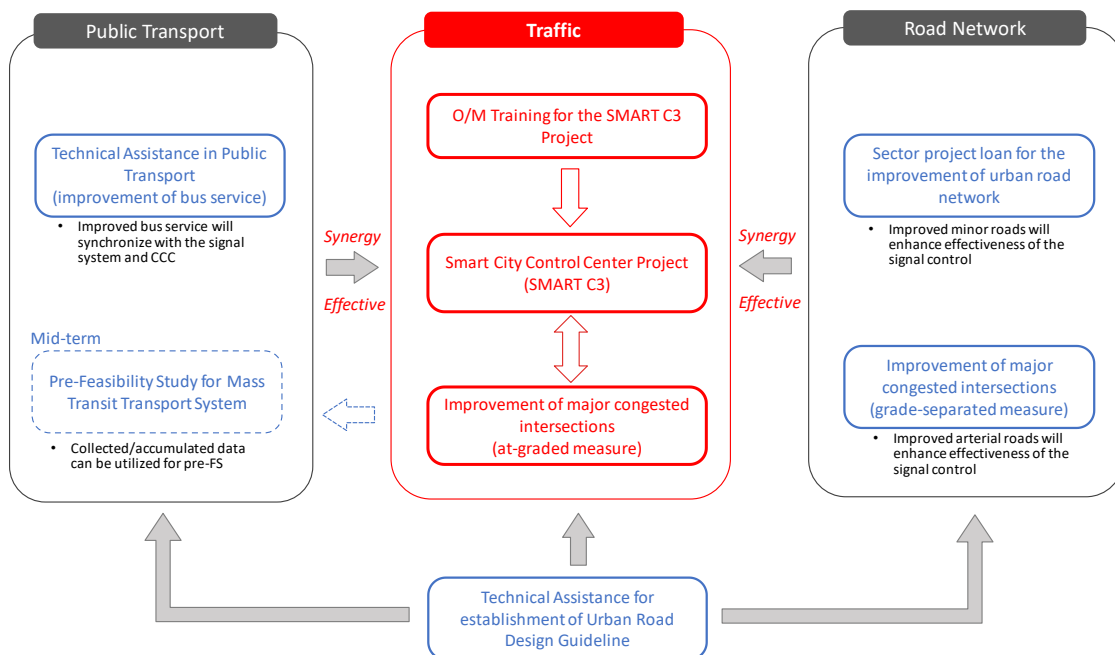 Public Transport
Technical Assistance in Public
Transport
(improvement of bus service)
• Improved bus service will
synchronize with the signal
system and CCC
Mid-term
Pre-Feasibility Study for Mass
Transit Transport System
• Collected/accumulated data
can be utilized for pre-FS
Synergy
Effective
Traffic
O/M Training for the SMART C3
Project
Smart City Control Center Project
(SMART C3)
Improvement of major congested
intersections
(at-graded measure)
Synergy
Effective
Road Network
Sector project loan for the
improvement of urban road
network
• Improved minor roads will
enhance effectiveness of the
signal control
Improvement of major
congested intersections
(grade-separated measure)
• Improved arterial roads will
enhance effectiveness of the
signal control
Technical Assistance for
establishment of Urban Road
Design Guideline